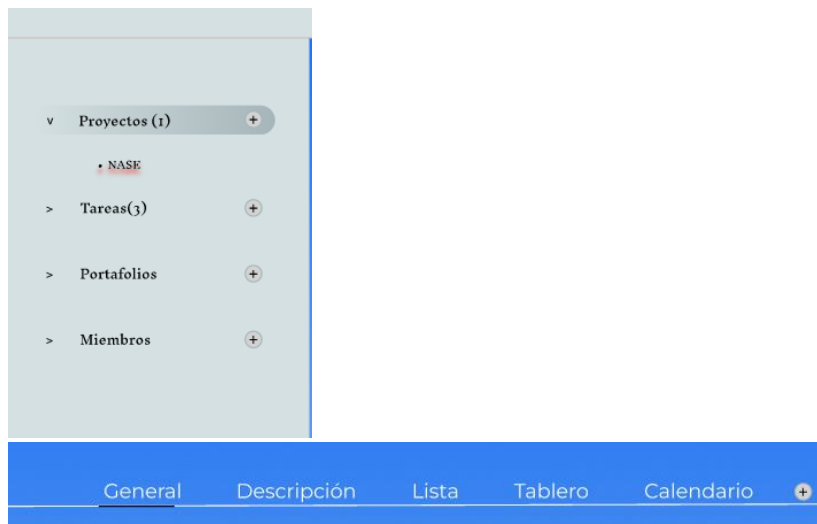 v Proyectos (1) +
• NASE
> Tareas(3) +
> Portafolios +
> Miembros +
General Descripción Lista Tablero Calendario +